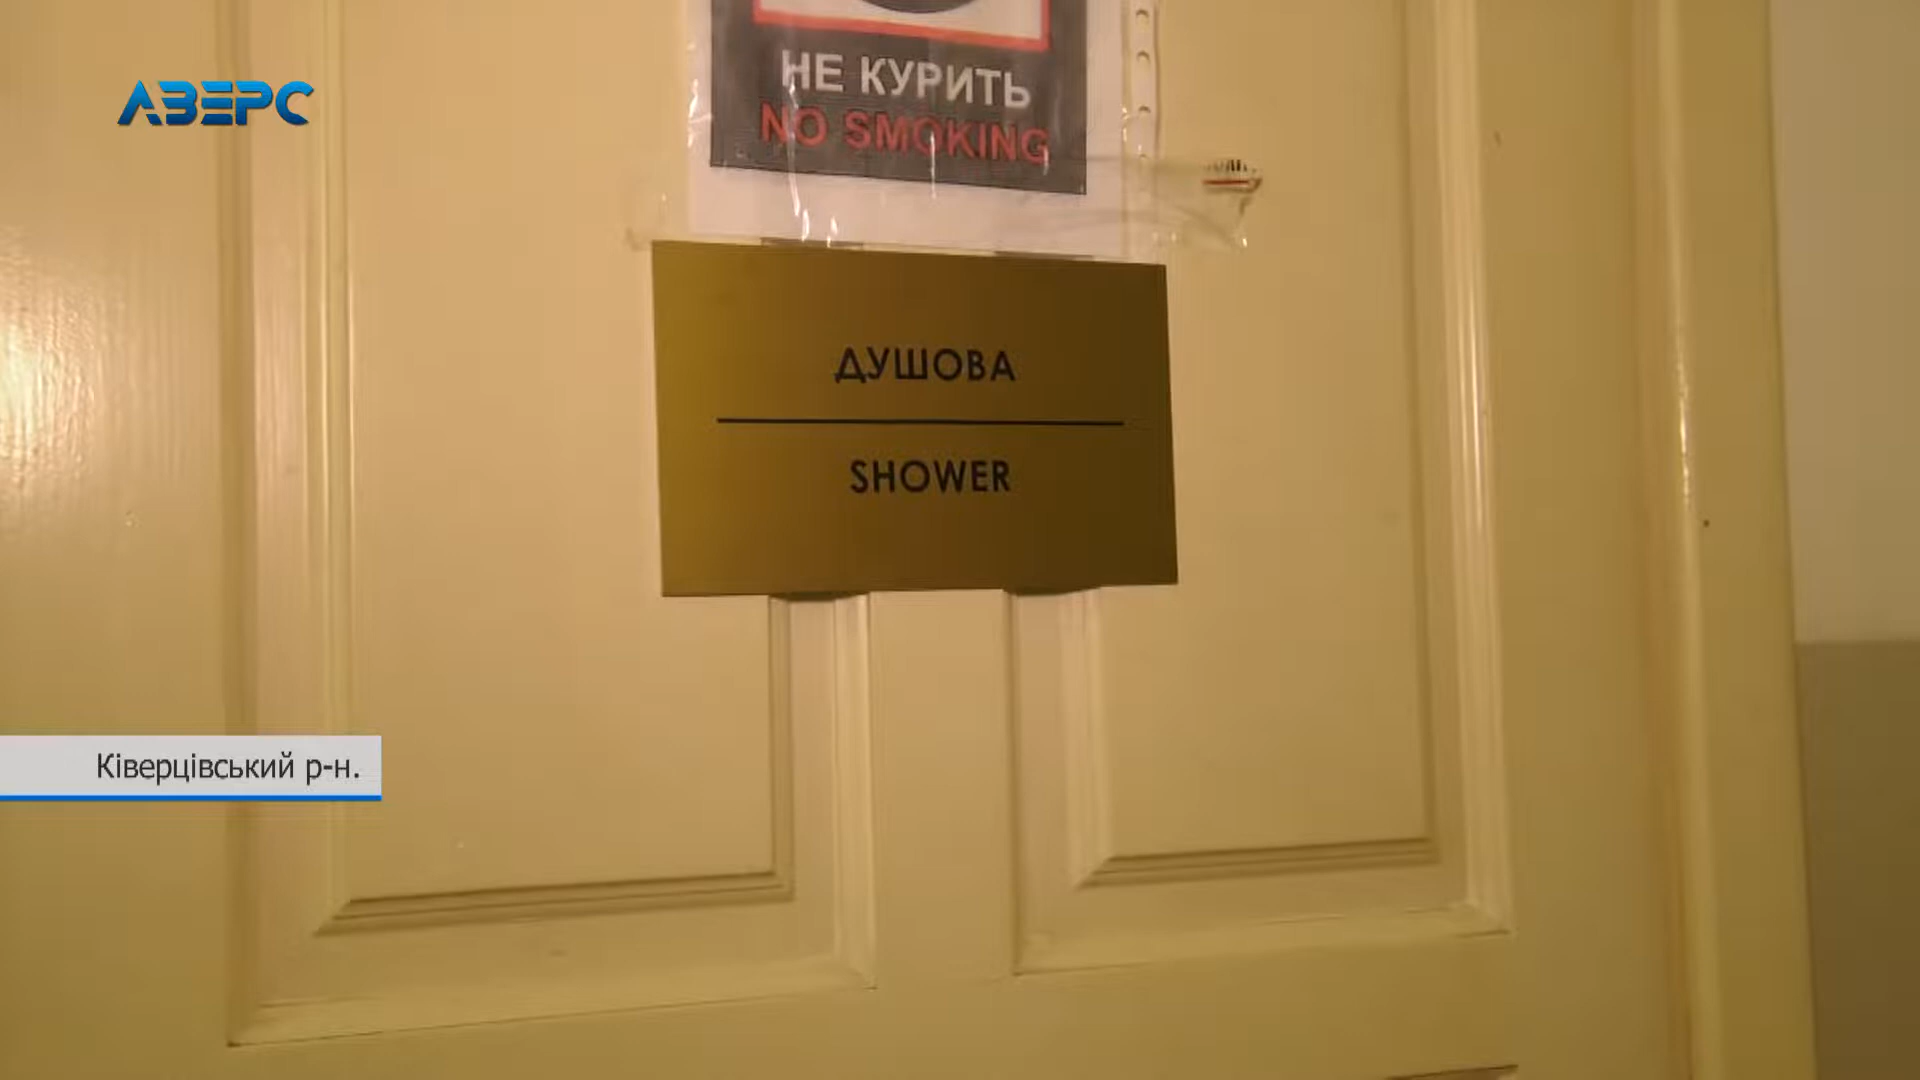 АВЕРС
НЕ КУРИТЬ
NO SMOKING
ДУШОВА
SHOWER
Ківерцівський р-н.